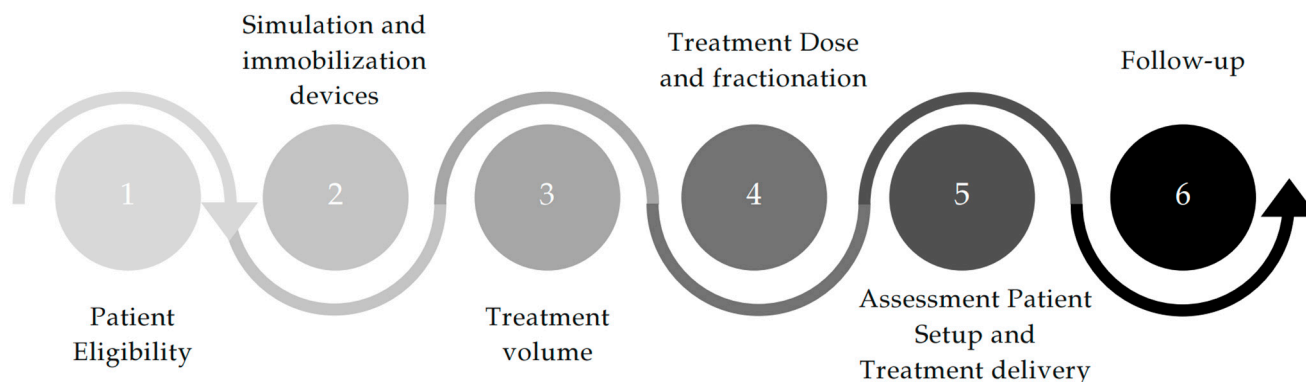 1
Patient
Eligibility
Simulation and
immobilization
devices
2
3
Treatment
volume
Treatment Dose
and fractionation
4
5
Assessment Patient
Setup and
Treatment delivery
Follow-up
6